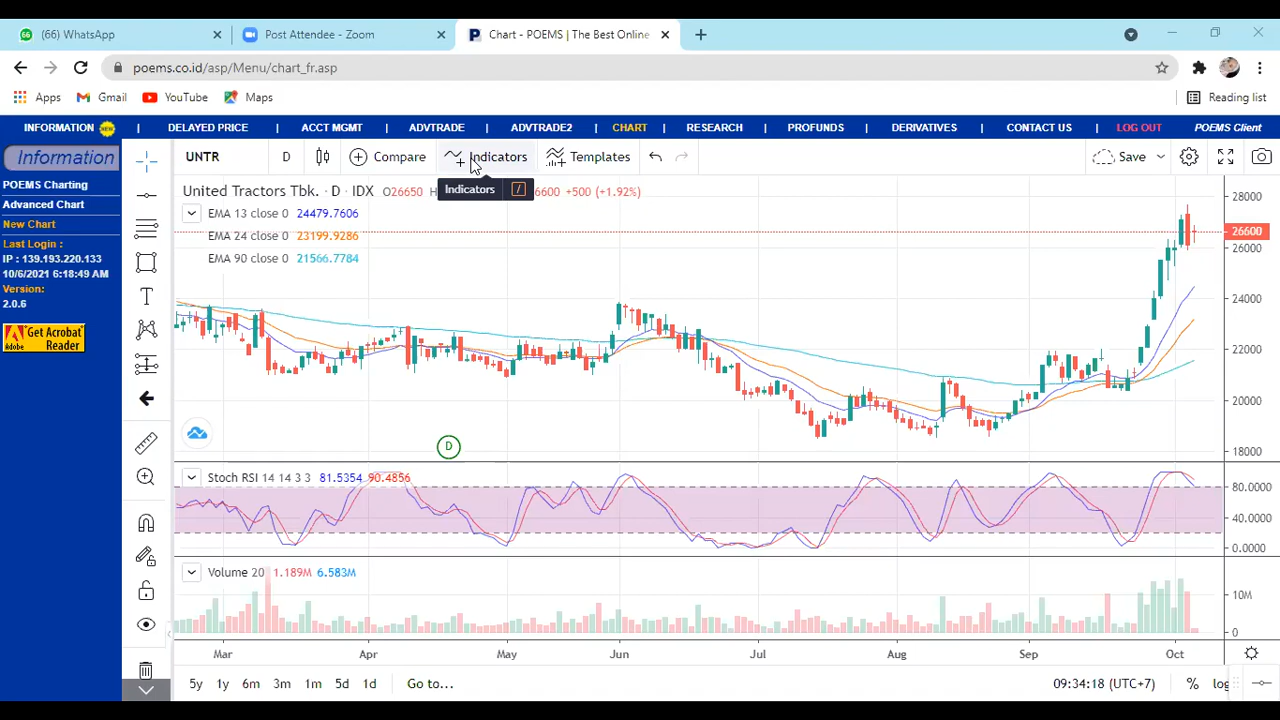 (66) WhatsApp
Post Attendee - Zoom
Chart - POEMS | The Best Online
poems.co.id/asp/Menu/chart_fr.asp
Apps Gmail YouTube Maps Reading list
INFORMATION NEW | DELAYED PRICE | ACCT MGMT | ADVTRADE | ADVTRADE2 | CHART | RESEARCH | PROFUNDS | DERIVATIVES | CONTACT US | LOG OUT POEMS Client
Information
POEMS Charting
Advanced Chart
New Chart
Last Login :
IP : 139.193.220.133
10/6/2021 6:18:49 AM
Version:
2.0.6
Get Acrobat
Reader
Adobe
UNTR D Compare Indicators Templates Save
Indicators /
United Tractors Tbk. · D · IDX O26650 H 6600 +500 (+1.92%)
EMA 13 close 0 24479.7606
EMA 24 close 0 23199.9286
EMA 90 close 0 21566.7784
28000
26600
26000
24000
22000
20000
18000
D
Stoch RSI 14 14 3 3 81.5354 90.4856
80.0000
40.0000
0.0000
Volume 20 1.189M 6.583M
10M
0
Mar Apr May Jun Jul Aug Sep Oct
5y 1y 6m 3m 1m 5d 1d Go to... 09:34:18 (UTC+7) % log